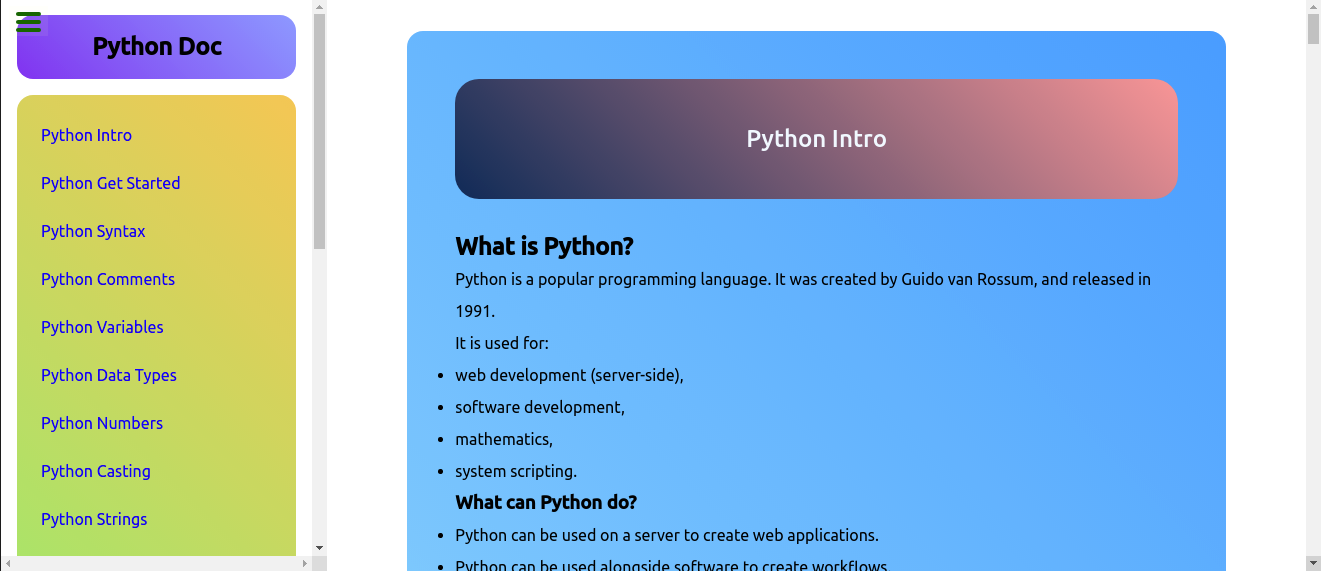 Python Doc
Python Intro
Python Get Started
Python Syntax
Python Comments
Python Variables
Python Data Types
Python Numbers
Python Casting
Python Strings
Python Intro
What is Python?
Python is a popular programming language. It was created by Guido van Rossum, and released in
1991.
It is used for:
web development (server-side),
software development,
mathematics,
system scripting.
What can Python do?
Python can be used on a server to create web applications.
Python can be used alongside software to create workflows.